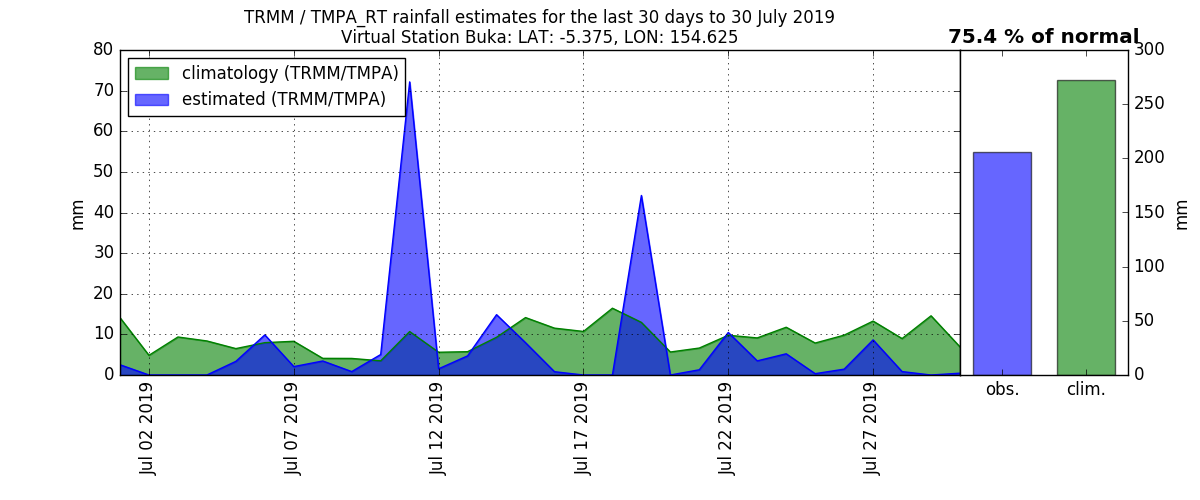 TRMM / TMPA_RT rainfall estimates for the last 30 days to 30 July 2019
Virtual Station Buka: LAT: -5.375, LON: 154.625
75.4 % of normal
climatology (TRMM/TMPA)
estimated (TRMM/TMPA)
80
70
60
50
40
30
20
10
0
mm
Jul 02 2019
Jul 07 2019
Jul 12 2019
Jul 17 2019
Jul 22 2019
Jul 27 2019
obs.
clim.
300
250
200
150
100
50
0
mm